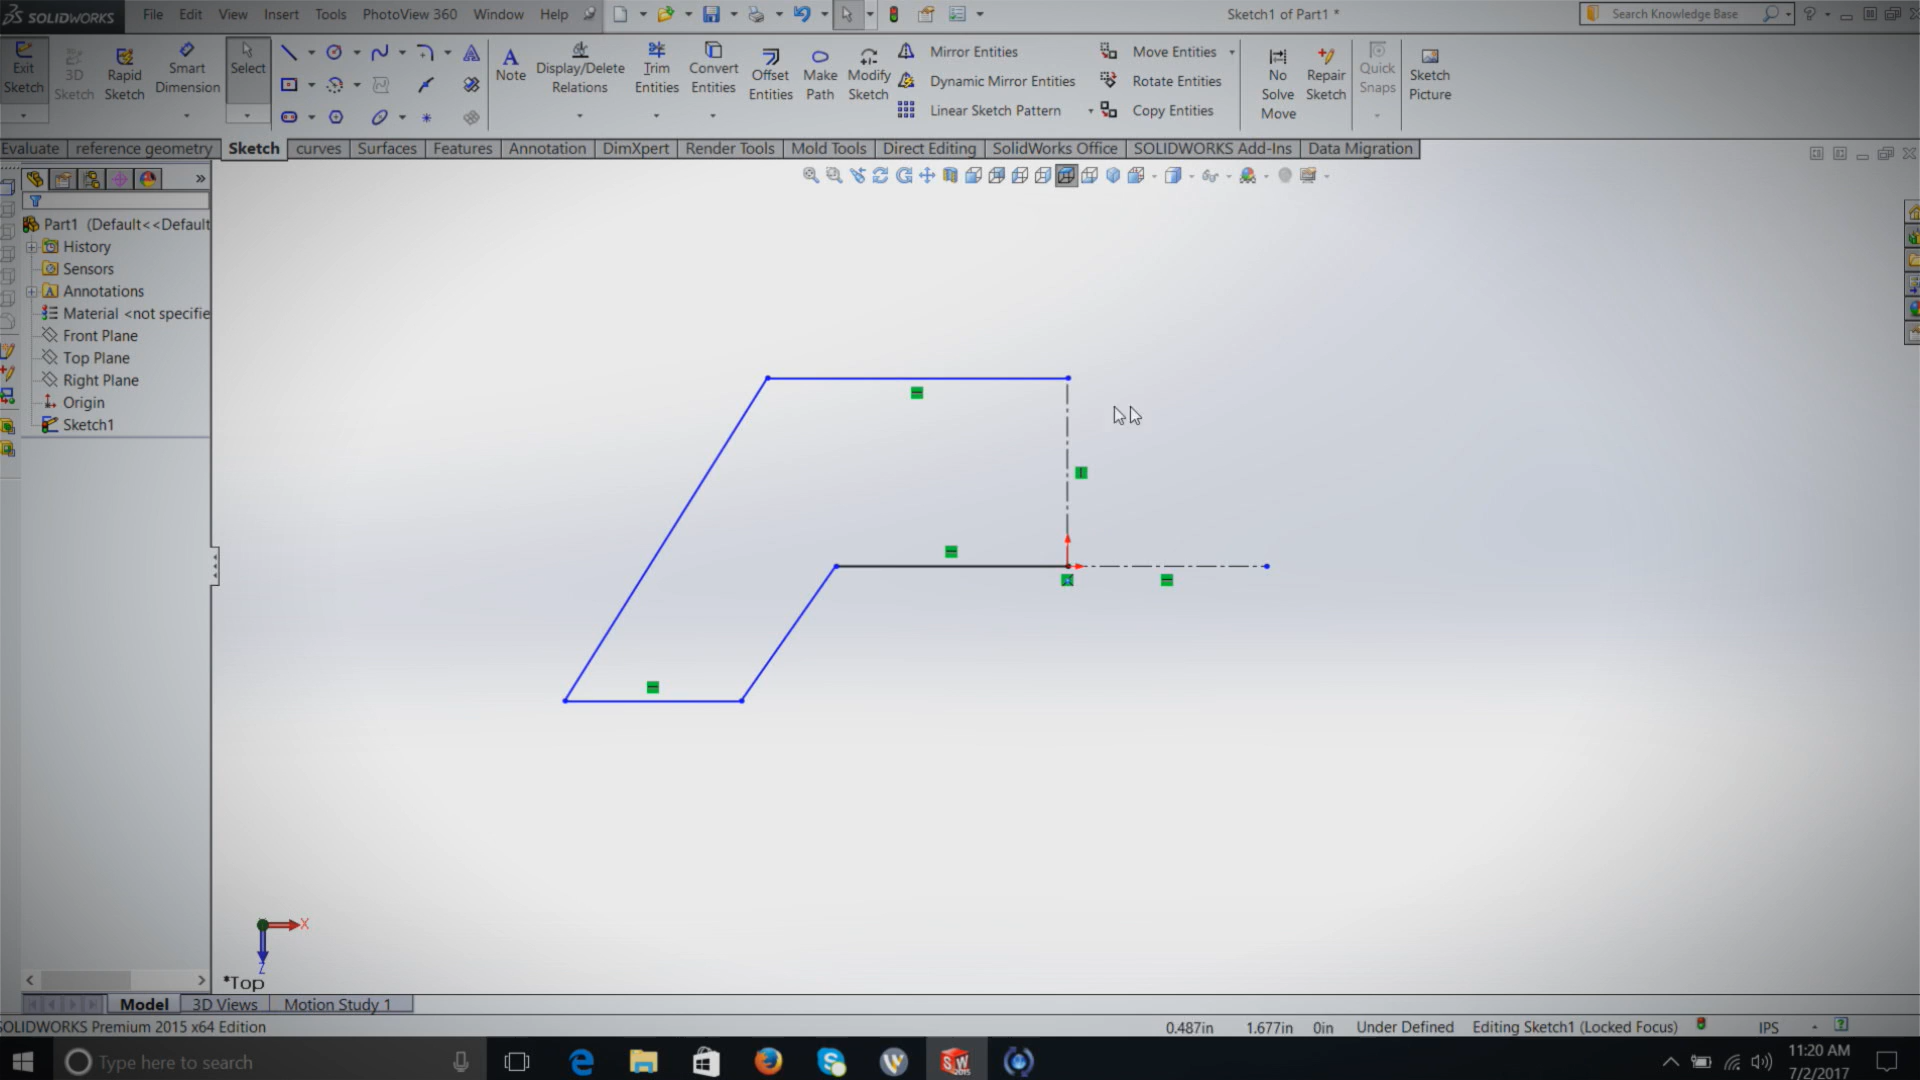 SOLIDWORKS File Edit View Insert Tools PhotoView 360 Window Help Sketch1 of Part1 * Search Knowledge Base ?
Exit Sketch
3D Sketch
Rapid Sketch
Smart Dimension
Select
Note
Display/Delete Relations
Trim Entities
Convert Entities
Offset Entities
Make Path
Modify Sketch
Mirror Entities
Dynamic Mirror Entities
Linear Sketch Pattern
Move Entities
Rotate Entities
Copy Entities
No Solve Move
Repair Sketch
Quick Snaps
Sketch Picture
Evaluate reference geometry Sketch curves Surfaces Features Annotation DimXpert Render Tools Mold Tools Direct Editing SolidWorks Office SOLIDWORKS Add-Ins Data Migration
»
Part1 (Default<<Default
History
Sensors
Annotations
Material <not specifie
Front Plane
Top Plane
Right Plane
Origin
Sketch1
X
Z
*Top
Model 3D Views Motion Study 1
SOLIDWORKS Premium 2015 x64 Edition 0.487in 1.677in 0in Under Defined Editing Sketch1 (Locked Focus) IPS
Type here to search
11:20 AM
7/2/2017